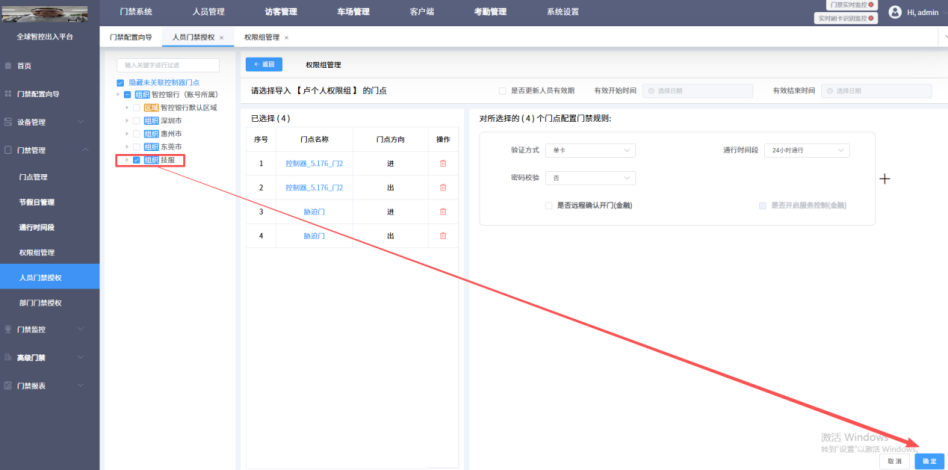 门禁系统 人员管理 访客管理 车场管理 客户端 考勤管理 系统设置
门禁实时监控
实时刷卡识别监控
Hi, admin
全球智控出入平台
首页
门禁配置向导
设备管理
门禁管理
门点管理
节假日管理
通行时间段
权限组管理
人员门禁授权
部门门禁授权
门禁监控
高级门禁
门禁报表
门禁配置向导 人员门禁授权 × 权限组管理 ×
输入关键字进行过滤
隐藏未关联控制器门点
组织 智控银行（账号所属）
区域 智控银行默认区域
组织 深圳市
组织 惠州市
组织 东莞市
组织 技服
← 返回 权限组管理
请选择导入 【 卢个人权限组 】 的门点 是否更新人员有效期 有效开始时间 选择日期 有效结束时间 选择日期
已选择 ( 4 )
序号 门点名称 门点方向 操作
1 控制器_5.176_门2 进
2 控制器_5.176_门2 出
3 胁迫门 进
4 胁迫门 出
对所选择的 ( 4 ) 个门点配置门禁规则:
验证方式 单卡 通行时间段 24小时通行
密码校验 否
是否远程确认开门(金融) 是否开启服务控制(金融)
激活 Windows
转到"设置"以激活 Windows。
取 消 确 定